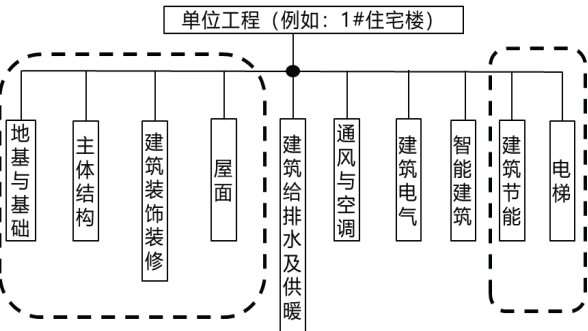 单位工程（例如：1#住宅楼）
地基与基础
主体结构
建筑装饰装修
屋面
建筑给排水及供暖
通风与空调
建筑电气
智能建筑
建筑节能
电梯